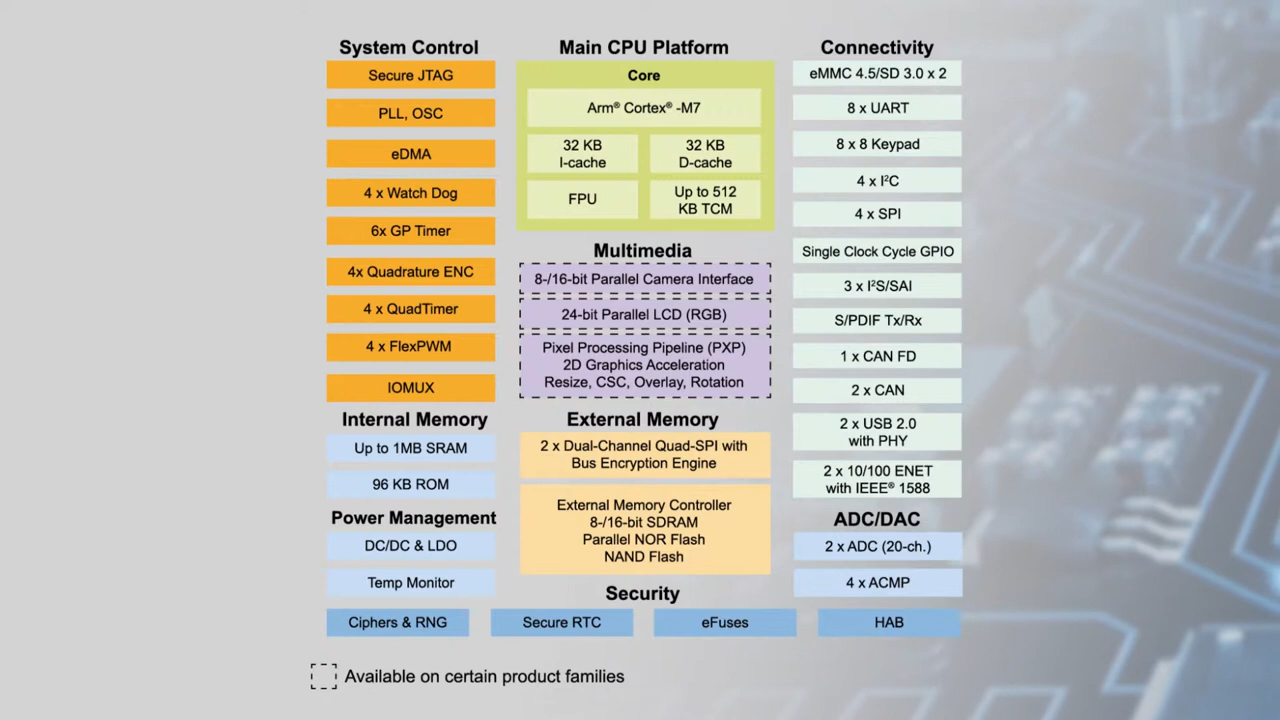 System Control
Secure JTAG
PLL, OSC
eDMA
4 x Watch Dog
6x GP Timer
4x Quadrature ENC
4 x QuadTimer
4 x FlexPWM
IOMUX
Internal Memory
Up to 1MB SRAM
96 KB ROM
Power Management
DC/DC & LDO
Temp Monitor
Main CPU Platform
Core
Arm® Cortex® -M7
32 KB
I-cache
32 KB
D-cache
FPU
Up to 512
KB TCM
Multimedia
8-/16-bit Parallel Camera Interface
24-bit Parallel LCD (RGB)
Pixel Processing Pipeline (PXP)
2D Graphics Acceleration
Resize, CSC, Overlay, Rotation
External Memory
2 x Dual-Channel Quad-SPI with
Bus Encryption Engine
External Memory Controller
8-/16-bit SDRAM
Parallel NOR Flash
NAND Flash
Connectivity
eMMC 4.5/SD 3.0 x 2
8 x UART
8 x 8 Keypad
4 x I²C
4 x SPI
Single Clock Cycle GPIO
3 x I²S/SAI
S/PDIF Tx/Rx
1 x CAN FD
2 x CAN
2 x USB 2.0
with PHY
2 x 10/100 ENET
with IEEE® 1588
ADC/DAC
2 x ADC (20-ch.)
4 x ACMP
Security
Ciphers & RNG
Secure RTC
eFuses
HAB
Available on certain product families